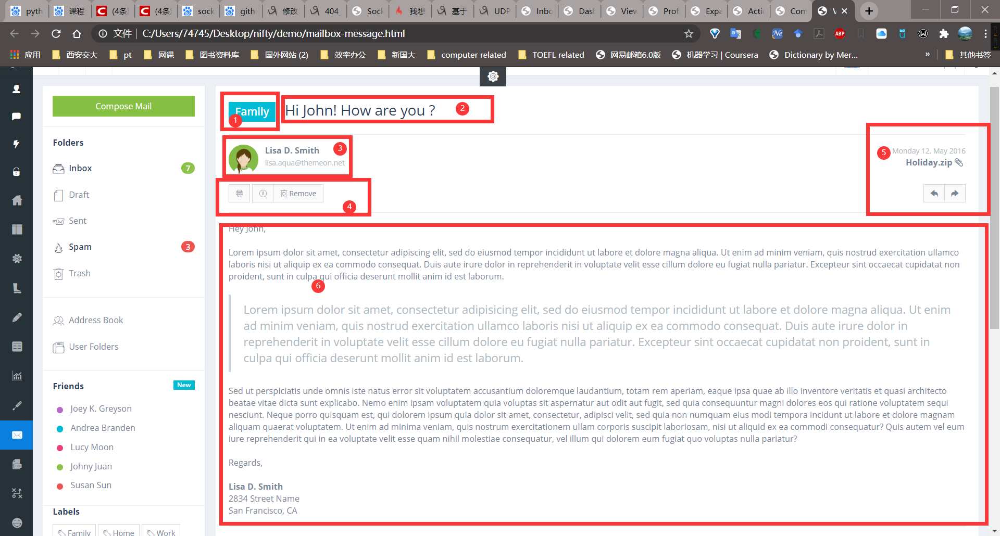 pyth
课程
(4条
(4条
sock
gith
修改
404_
Sock
我想
基于
UDP
Inbo
Dash
View
Prof
Expa
Actio
Com
V
文件 C:/Users/74745/Desktop/nifty/demo/mailbox-message.html
应用 西安交大 pt 网课 图书资料库 国外网站 (2) 效率办公 新国大 computer related TOEFL related 网易邮箱6.0版 机器学习 | Coursera Dictionary by Mer... » 其他书签
Compose Mail
Folders
Inbox 7
Draft
Sent
Spam 3
Trash
Address Book
User Folders
Friends New
Joey K. Greyson
Andrea Branden
Lucy Moon
Johny Juan
Susan Sun
Labels
Family Home Work
Family Hi John! How are you ?
1
2
Lisa D. Smith
lisa.aqua@themeon.net
3
Remove
4
5
Monday 12, May 2016
Holiday.zip
Hey John,
Lorem ipsum dolor sit amet, consectetur adipiscing elit, sed do eiusmod tempor incididunt ut labore et dolore magna aliqua. Ut enim ad minim veniam, quis nostrud exercitation ullamco
laboris nisi ut aliquip ex ea commodo consequat. Duis aute irure dolor in reprehenderit in voluptate velit esse cillum dolore eu fugiat nulla pariatur. Excepteur sint occaecat cupidatat non
proident, sunt in culpa qui officia deserunt mollit anim id est laborum.
6
Lorem ipsum dolor sit amet, consectetur adipisicing elit, sed do eiusmod tempor incididunt ut labore et dolore magna aliqua. Ut enim
ad minim veniam, quis nostrud exercitation ullamco laboris nisi ut aliquip ex ea commodo consequat. Duis aute irure dolor in
reprehenderit in voluptate velit esse cillum dolore eu fugiat nulla pariatur. Excepteur sint occaecat cupidatat non proident, sunt in
culpa qui officia deserunt mollit anim id est laborum.
Sed ut perspiciatis unde omnis iste natus error sit voluptatem accusantium doloremque laudantium, totam rem aperiam, eaque ipsa quae ab illo inventore veritatis et quasi architecto
beatae vitae dicta sunt explicabo. Nemo enim ipsam voluptatem quia voluptas sit aspernatur aut odit aut fugit, sed quia consequuntur magni dolores eos qui ratione voluptatem sequi
nesciunt. Neque porro quisquam est, qui dolorem ipsum quia dolor sit amet, consectetur, adipisci velit, sed quia non numquam eius modi tempora incidunt ut labore et dolore magnam
aliquam quaerat voluptatem. Ut enim ad minima veniam, quis nostrum exercitationem ullam corporis suscipit laboriosam, nisi ut aliquid ex ea commodi consequatur? Quis autem vel eum
iure reprehenderit qui in ea voluptate velit esse quam nihil molestiae consequatur, vel illum qui dolorem eum fugiat quo voluptas nulla pariatur?
Regards,
Lisa D. Smith
2834 Street Name
San Francisco, CA